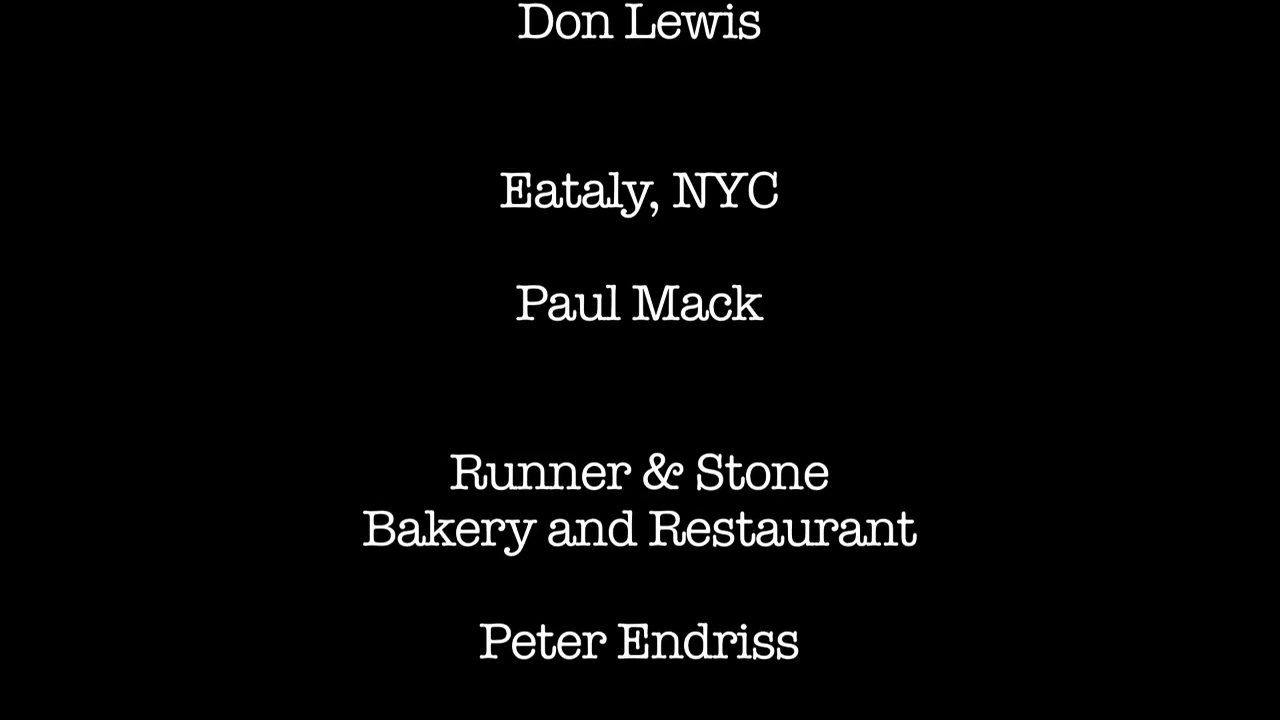 Don Lewis
Eataly, NYC
Paul Mack
Runner & Stone
Bakery and Restaurant
Peter Endriss